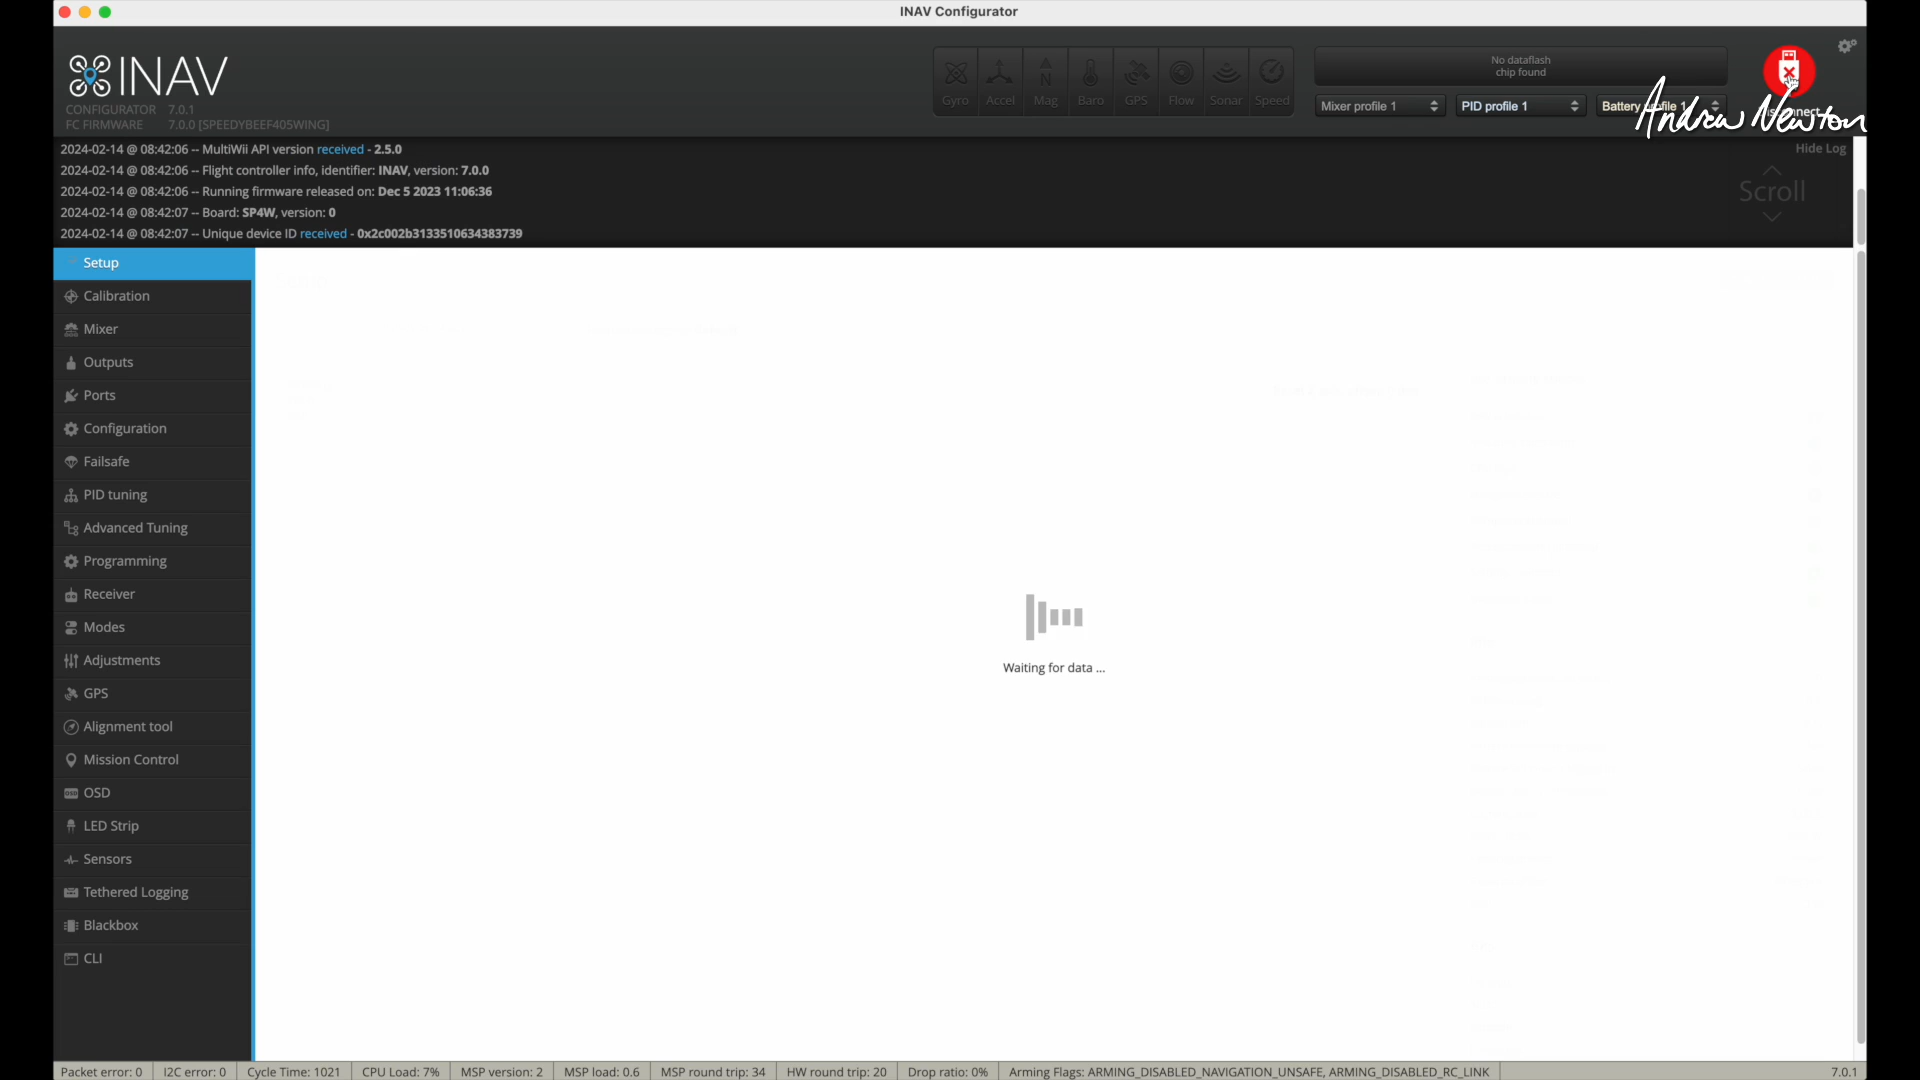 INAV Configurator
INAV
CONFIGURATOR 7.0.1
FC FIRMWARE 7.0.0 [SPEEDYBEEF405WING]
Gyro Accel Mag Baro GPS Flow Sonar Speed
No dataflash
chip found
Mixer profile 1
PID profile 1
Battery profile 1
Andrew Newton
Hide Log
Scroll
2024-02-14 @ 08:42:06 -- MultiWii API version received - 2.5.0
2024-02-14 @ 08:42:06 -- Flight controller info, identifier: INAV, version: 7.0.0
2024-02-14 @ 08:42:06 -- Running firmware released on: Dec 5 2023 11:06:36
2024-02-14 @ 08:42:07 -- Board: SP4W, version: 0
2024-02-14 @ 08:42:07 -- Unique device ID received - 0x2c002b3133510634383739
Setup
Calibration
Mixer
Outputs
Ports
Configuration
Failsafe
PID tuning
Advanced Tuning
Programming
Receiver
Modes
Adjustments
GPS
Alignment tool
Mission Control
OSD
LED Strip
Sensors
Tethered Logging
Blackbox
CLI
Waiting for data ...
Packet error: 0 I2C error: 0 Cycle Time: 1021 CPU Load: 7% MSP version: 2 MSP load: 0.6 MSP round trip: 34 HW round trip: 20 Drop ratio: 0% Arming Flags: ARMING_DISABLED_NAVIGATION_UNSAFE, ARMING_DISABLED_RC_LINK 7.0.1